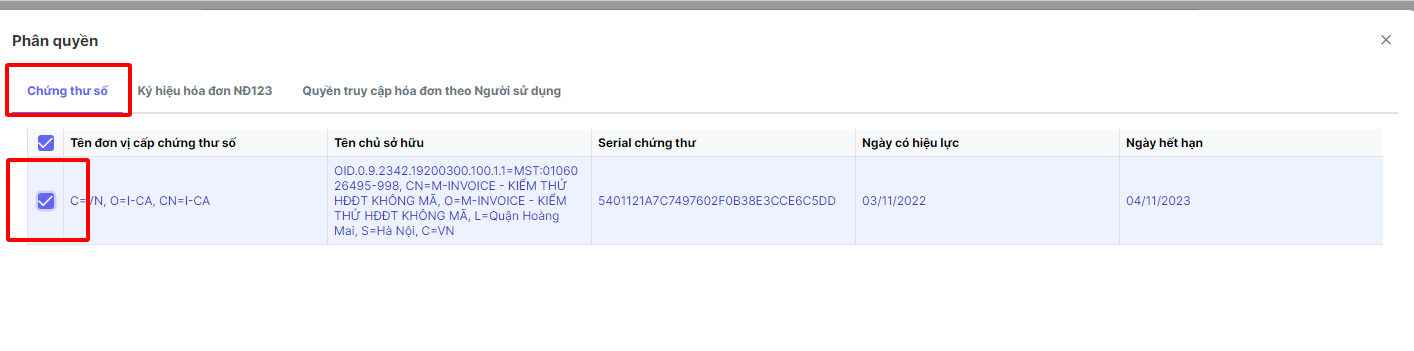 Phân quyền
Chứng thư số Ký hiệu hóa đơn NĐ123 Quyền truy cập hóa đơn theo Người sử dụng
Tên đơn vị cấp chứng thư số Tên chủ sở hữu Serial chứng thư Ngày có hiệu lực Ngày hết hạn
OID.0.9.2342.19200300.100.1.1=MST:01060
26495-998, CN=M-INVOICE - KIỂM THỬ
C=VN, O=I-CA, CN=I-CA HĐĐT KHÔNG MÃ, O=M-INVOICE - KIỂM 5401121A7C7497602F0B38E3CCE6C5DD 03/11/2022 04/11/2023
THỬ HĐĐT KHÔNG MÃ, L=Quận Hoàng
Mai, S=Hà Nội, C=VN